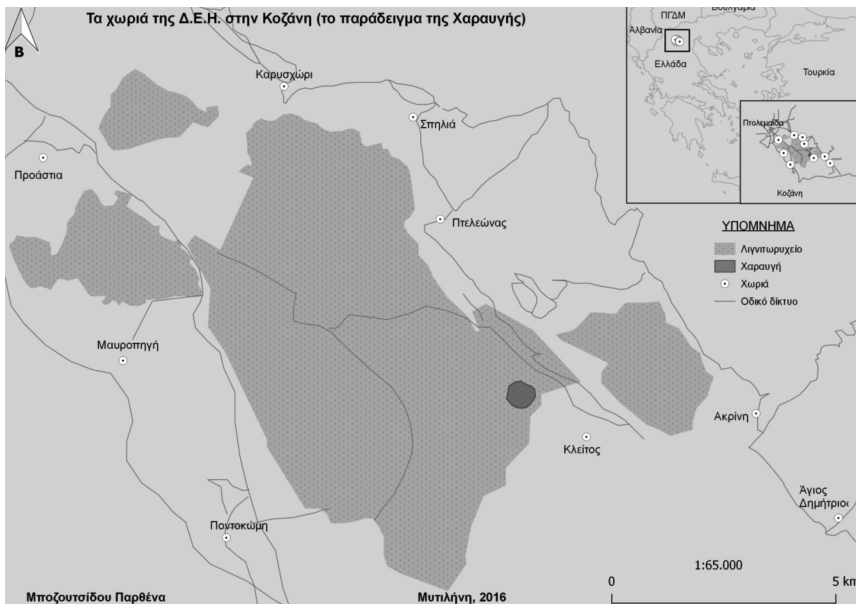 Τα χωριά της Δ.Ε.Η. στην Κοζάνη (το παράδειγμα της Χαραυγής)
Β
Καρυοχώρι
Σπηλιά
Προάστια
Πτελεώνας
Μαυροπηγή
Κλείτος
Ακρίνη
Άγιος
Δημήτριος
Ποντοκώμη
ΠΓΔΜ
Βουλγαρία
Αλβανία
Ελλάδα
Τουρκία
Πτολεμαΐδα
Κοζάνη
ΥΠΟΜΝΗΜΑ
Λιγνιτωρυχείο
Χαραυγή
Χωριά
Οδικό δίκτυο
1:65.000
0 5 km
Μποζουτσίδου Παρθένα
Μυτιλήνη, 2016